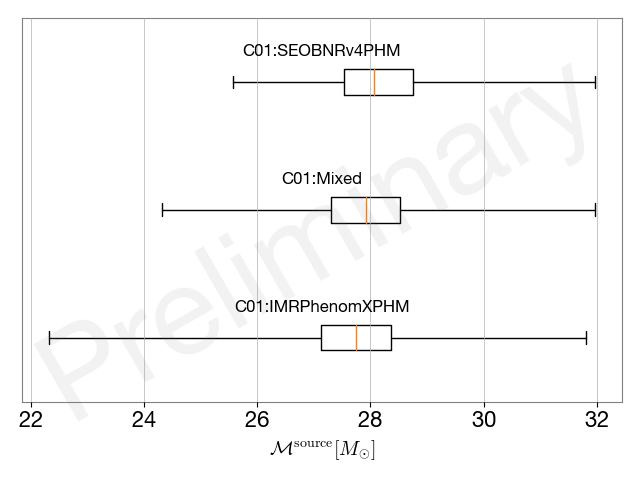 C01:SEOBNRv4PHM
C01:Mixed
C01:IMRPhenomXPHM
Preliminary
22 24 26 28 30 32
ℳ^source[M_⊙]